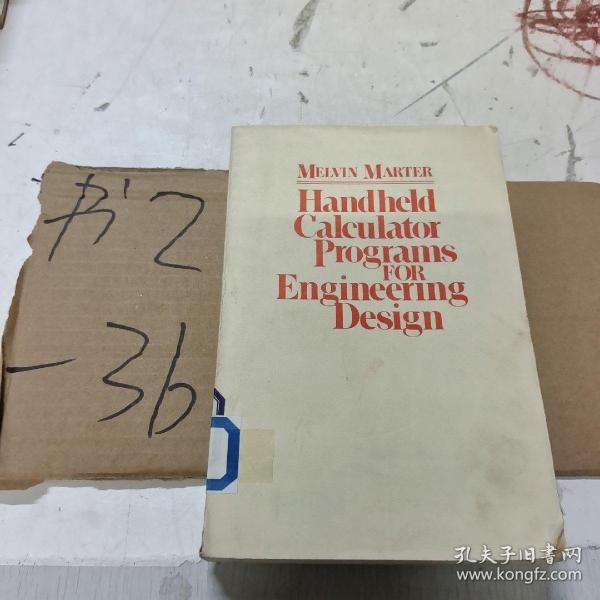 书2
-36
MELVIN MARTER
Handheld
Calculator
Programs
FOR
Engineering
Design
孔夫子旧书网
www.kongfz.com